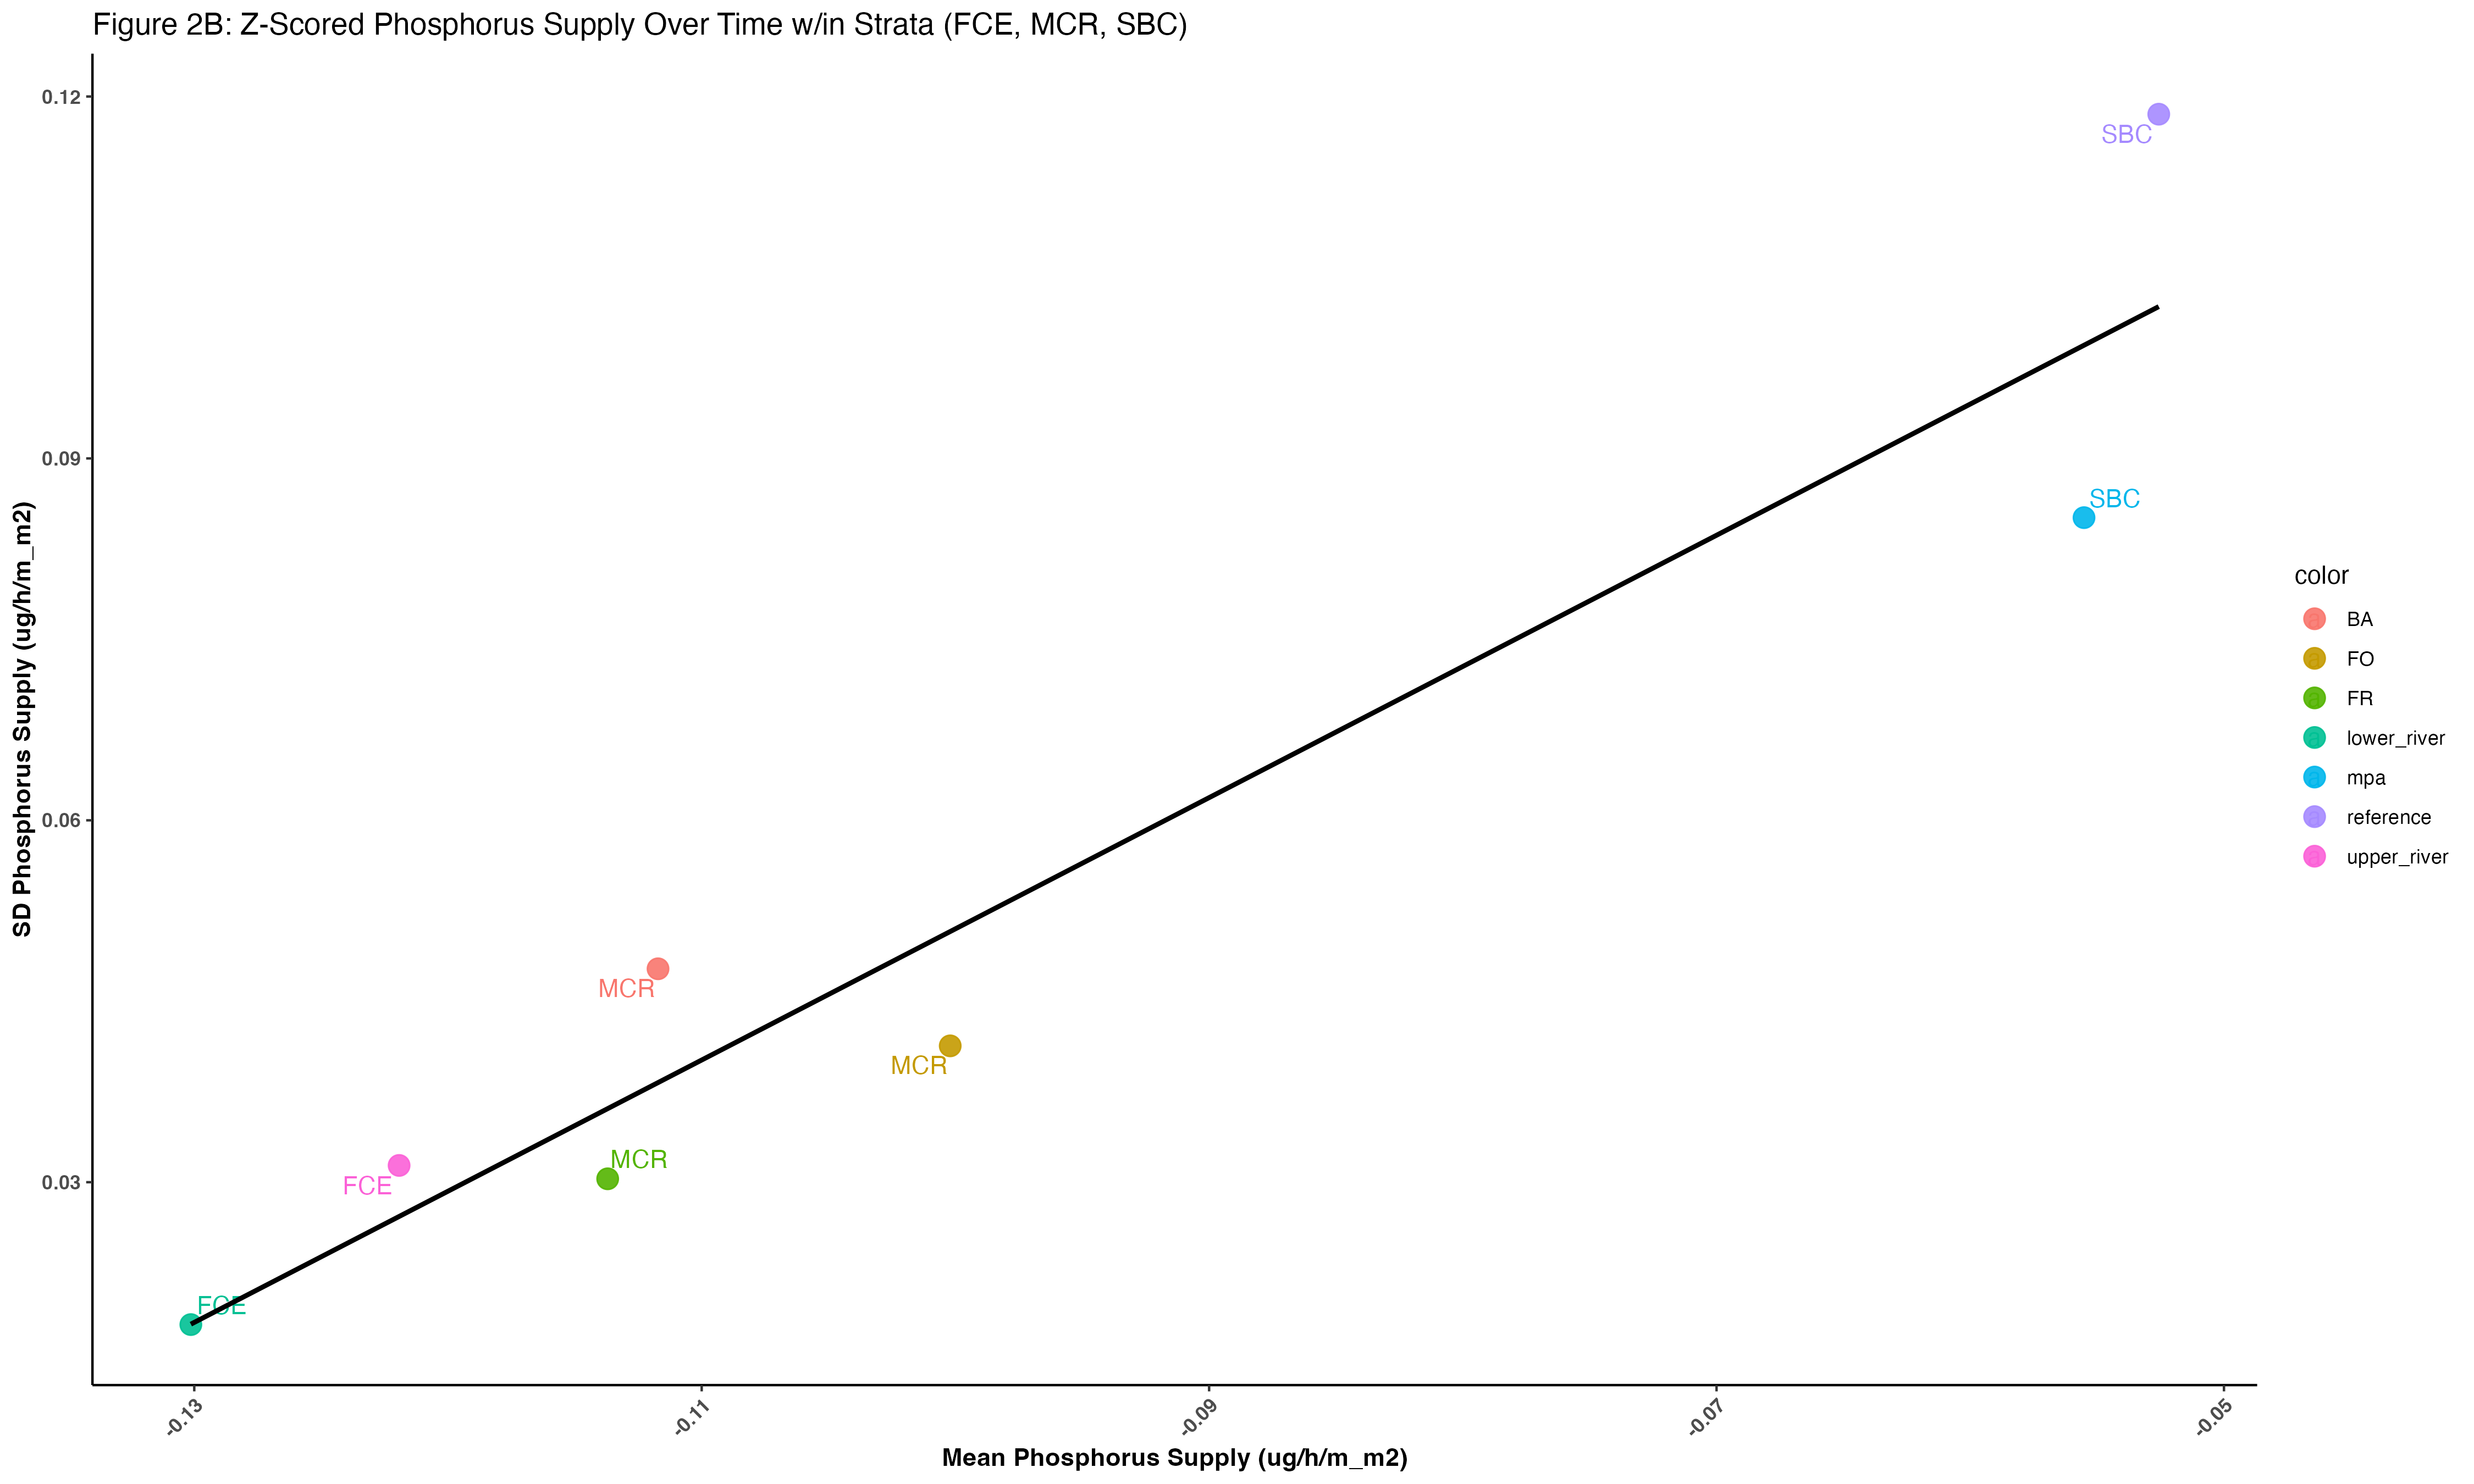 Figure 2B: Z-Scored Phosphorus Supply Over Time w/in Strata (FCE, MCR, SBC)
0.12
0.09
0.06
0.03
SD Phosphorus Supply (ug/h/m_m2)
SBC
SBC
MCR
MCR
MCR
FCE
FCE
-0.13
-0.11
-0.09
-0.07
-0.05
Mean Phosphorus Supply (ug/h/m_m2)
color
a BA
a FO
a FR
a lower_river
a mpa
a reference
a upper_river